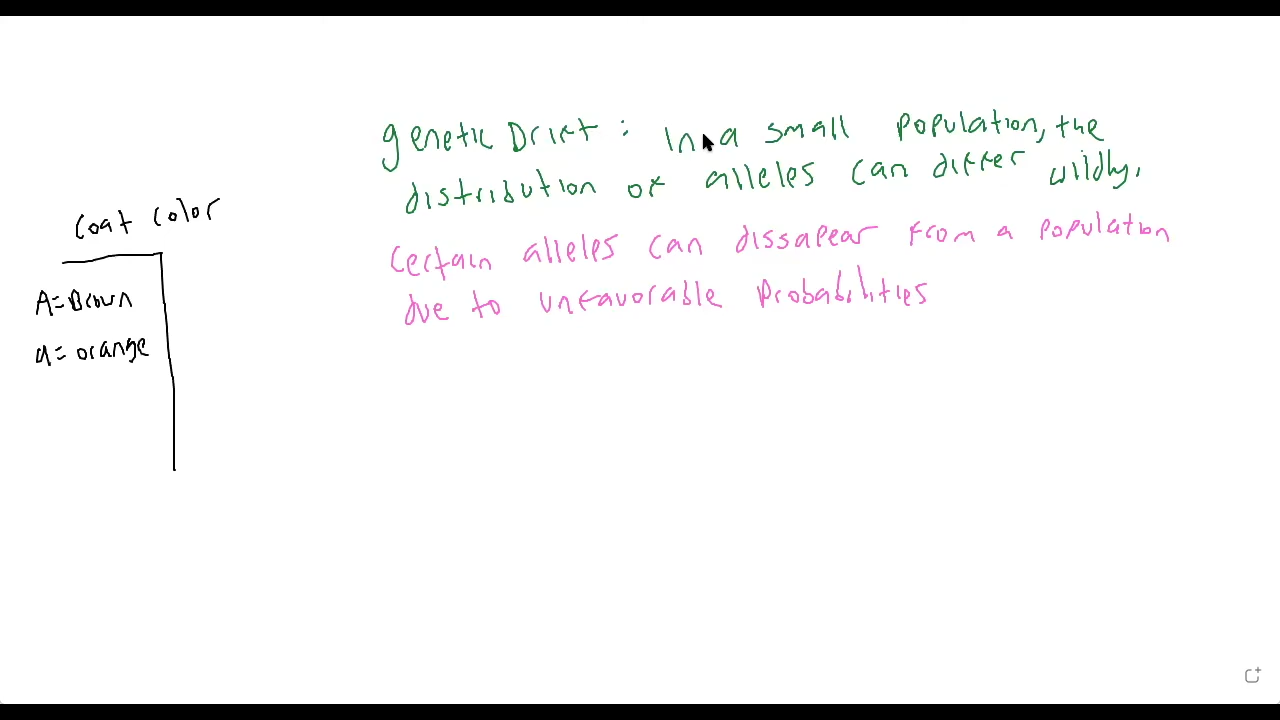 genetic Drift : In a small population, the
distribution of alleles can differ wildly.
Certain alleles can dissapear from a population
due to unfavorable Probabilities
Coat color
A=Brown
a=orange